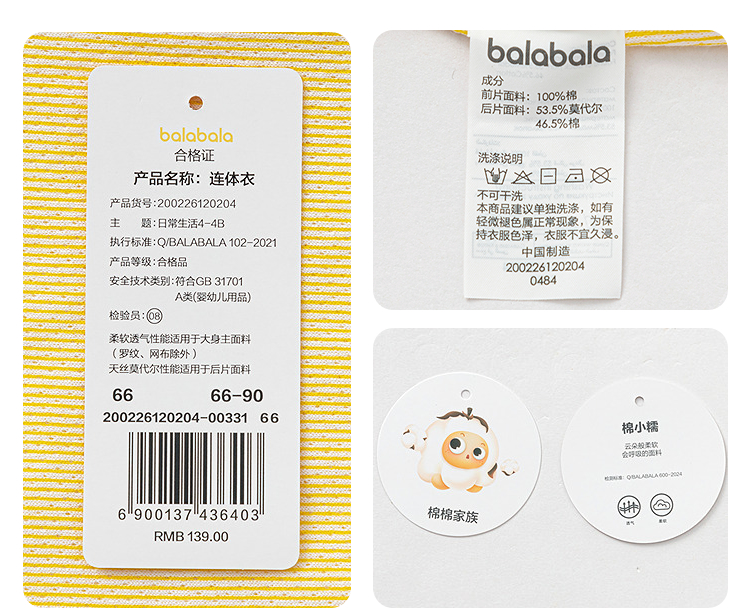 balabala
合格证
产品名称：连体衣
产品货号：200226120204
主　　题：日常生活4-4B
执行标准：Q/BALABALA 102-2021
产品等级：合格品
安全技术类别：符合GB 31701
A类(婴幼儿用品)
检验员：08
柔软透气性能适用于大身主面料
（罗纹、网布除外）
天丝莫代尔性能适用于后片面料
66 66-90
200226120204-00331 66
6 900137 436403
RMB 139.00
balabala
成分
前片面料：100%棉
后片面料：53.5%莫代尔
46.5%棉
洗涤说明
不可干洗
本商品建议单独洗涤，如有
轻微褪色属正常现象，为保
持衣服色泽，衣服不宜久浸。
中国制造
200226120204
0484
棉棉家族
棉小糯
云朵般柔软
会呼吸的面料
检测标准：Q/BALABALA 600-2024
透气 柔软